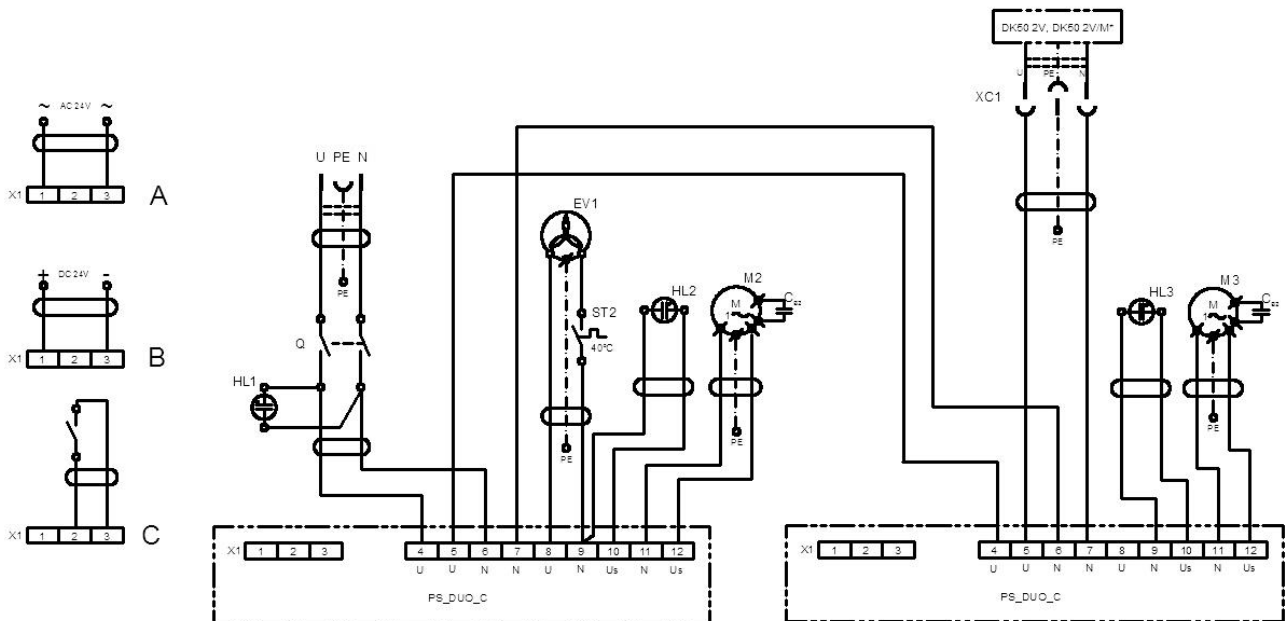 DK50 2V, DK50 2V/M*
U PE N
XC1
PE
~ AC 24V ~
X1 1 2 3 A
+ DC 24V -
X1 1 2 3 B
X1 1 2 3 C
U PE N
PE
Q
HL1
EV1
ST2
40°C
PE
HL2
M2
M
1~
PE
HL3
M3
M
1~
PE
X1 1 2 3
4 5 6 7 8 9 10 11 12
U U N N U N Us N Us
PS_DUO_C
X1 1 2 3
4 5 6 7 8 9 10 11 12
U U N N U N Us N Us
PS_DUO_C